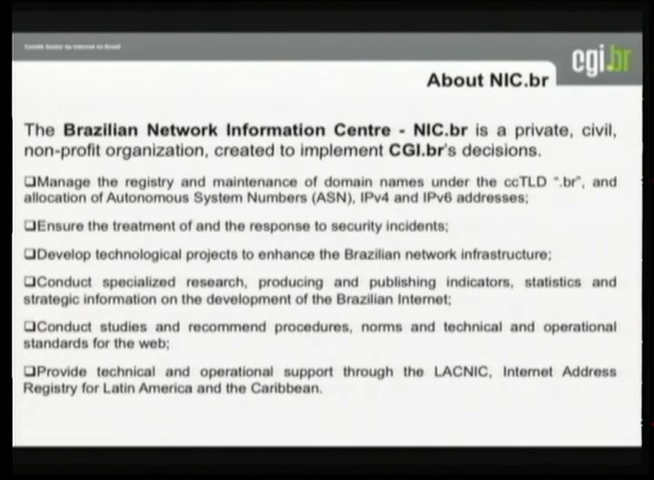 Comitê Gestor da Internet no Brasil
cgi.br
About NIC.br
The Brazilian Network Information Centre - NIC.br is a private, civil,
non-profit organization, created to implement CGI.br's decisions.
❑Manage the registry and maintenance of domain names under the ccTLD “.br”, and
allocation of Autonomous System Numbers (ASN), IPv4 and IPv6 addresses;
❑Ensure the treatment of and the response to security incidents;
❑Develop technological projects to enhance the Brazilian network infrastructure;
❑Conduct specialized research, producing and publishing indicators, statistics and
strategic information on the development of the Brazilian Internet;
❑Conduct studies and recommend procedures, norms and technical and operational
standards for the web;
❑Provide technical and operational support through the LACNIC, Internet Address
Registry for Latin America and the Caribbean.